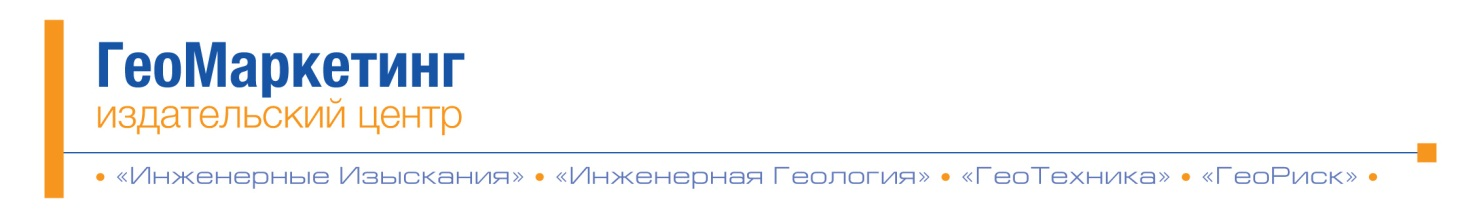 ГеоМаркетинг
издательский центр
• «Инженерные Изыскания» • «Инженерная Геология» • «ГеоТехника» • «ГеоРиск» •